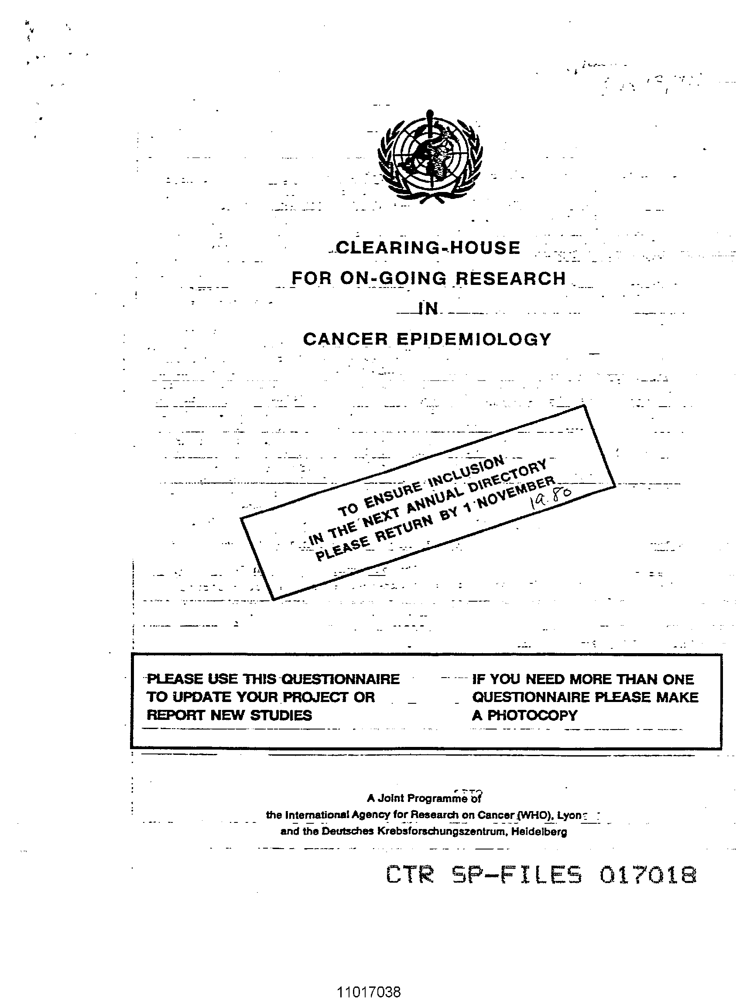 CLEARING-HOUSE
FOR ON-GOING RESEARCH
IN
CANCER EPIDEMIOLOGY
TO ENSURE INCLUSION
IN THE NEXT ANNUAL DIRECTORY
PLEASE RETURN BY 1 NOVEMBER
1980
PLEASE USE THIS QUESTIONNAIRE
TO UPDATE YOUR PROJECT OR
REPORT NEW STUDIES
IF YOU NEED MORE THAN ONE
QUESTIONNAIRE PLEASE MAKE
A PHOTOCOPY
A Joint Programme of
the International Agency for Research on Cancer (WHO), Lyon
and the Deutsches Krebsforschungszentrum, Heidelberg
CTR SP-FILES 017018
11017038